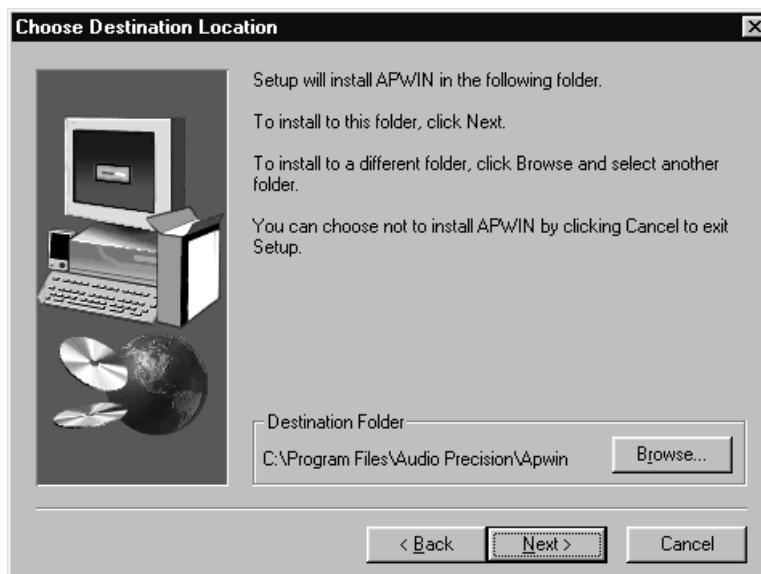 Choose Destination Location
Setup will install APWIN in the following folder.
To install to this folder, click Next.
To install to a different folder, click Browse and select another
folder.
You can choose not to install APWIN by clicking Cancel to exit
Setup.
Destination Folder
C:\Program Files\Audio Precision\Apwin
Browse...
< Back
Next >
Cancel